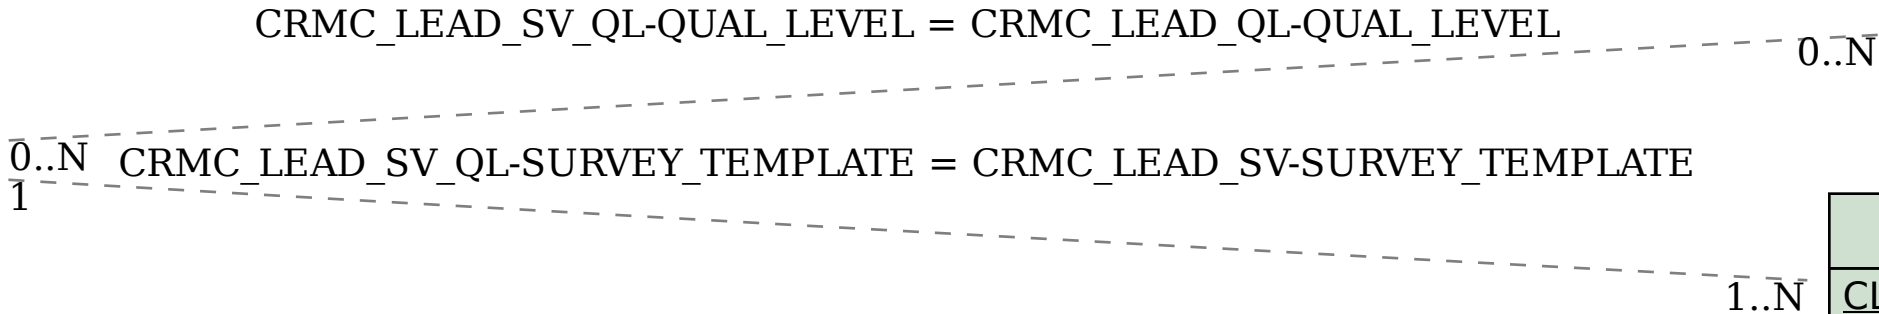 CRMC_LEAD_SV_QL-QUAL_LEVEL = CRMC_LEAD_QL-QUAL_LEVEL
0..N
0..N
CRMC_LEAD_SV_QL-SURVEY_TEMPLATE = CRMC_LEAD_SV-SURVEY_TEMPLATE
1
1..N